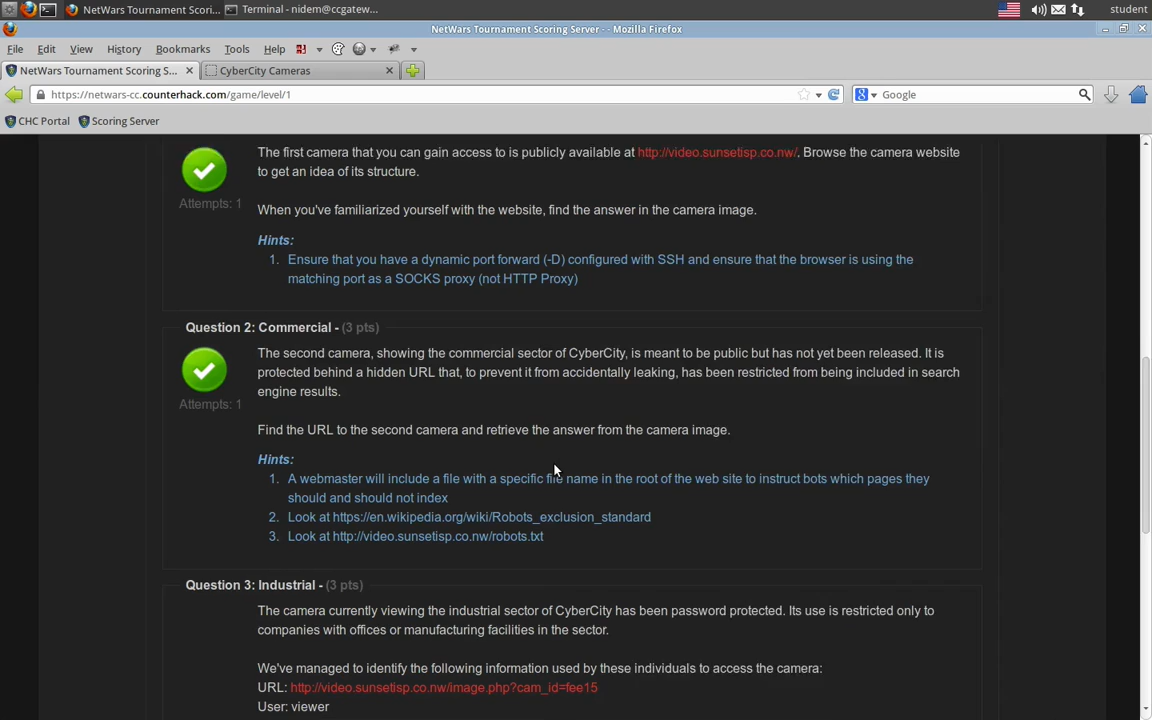 NetWars Tournament Scori... Terminal - nidem@ccgatew... student
NetWars Tournament Scoring Server - - Mozilla Firefox
File Edit View History Bookmarks Tools Help
NetWars Tournament Scoring S... CyberCity Cameras
https://netwars-cc.counterhack.com/game/level/1 Google
CHC Portal Scoring Server
The first camera that you can gain access to is publicly available at http://video.sunsetisp.co.nw/. Browse the camera website
to get an idea of its structure.
Attempts: 1
When you've familiarized yourself with the website, find the answer in the camera image.
Hints:
1. Ensure that you have a dynamic port forward (-D) configured with SSH and ensure that the browser is using the
matching port as a SOCKS proxy (not HTTP Proxy)
Question 2: Commercial - (3 pts)
The second camera, showing the commercial sector of CyberCity, is meant to be public but has not yet been released. It is
protected behind a hidden URL that, to prevent it from accidentally leaking, has been restricted from being included in search
engine results.
Attempts: 1
Find the URL to the second camera and retrieve the answer from the camera image.
Hints:
1. A webmaster will include a file with a specific file name in the root of the web site to instruct bots which pages they
should and should not index
2. Look at https://en.wikipedia.org/wiki/Robots_exclusion_standard
3. Look at http://video.sunsetisp.co.nw/robots.txt
Question 3: Industrial - (3 pts)
The camera currently viewing the industrial sector of CyberCity has been password protected. Its use is restricted only to
companies with offices or manufacturing facilities in the sector.
We've managed to identify the following information used by these individuals to access the camera:
URL: http://video.sunsetisp.co.nw/image.php?cam_id=fee15
User: viewer